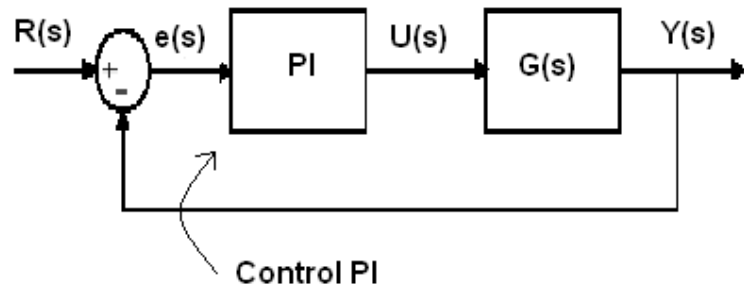 R(s)
e(s)
PI
U(s)
G(s)
Y(s)
+
-
Control PI